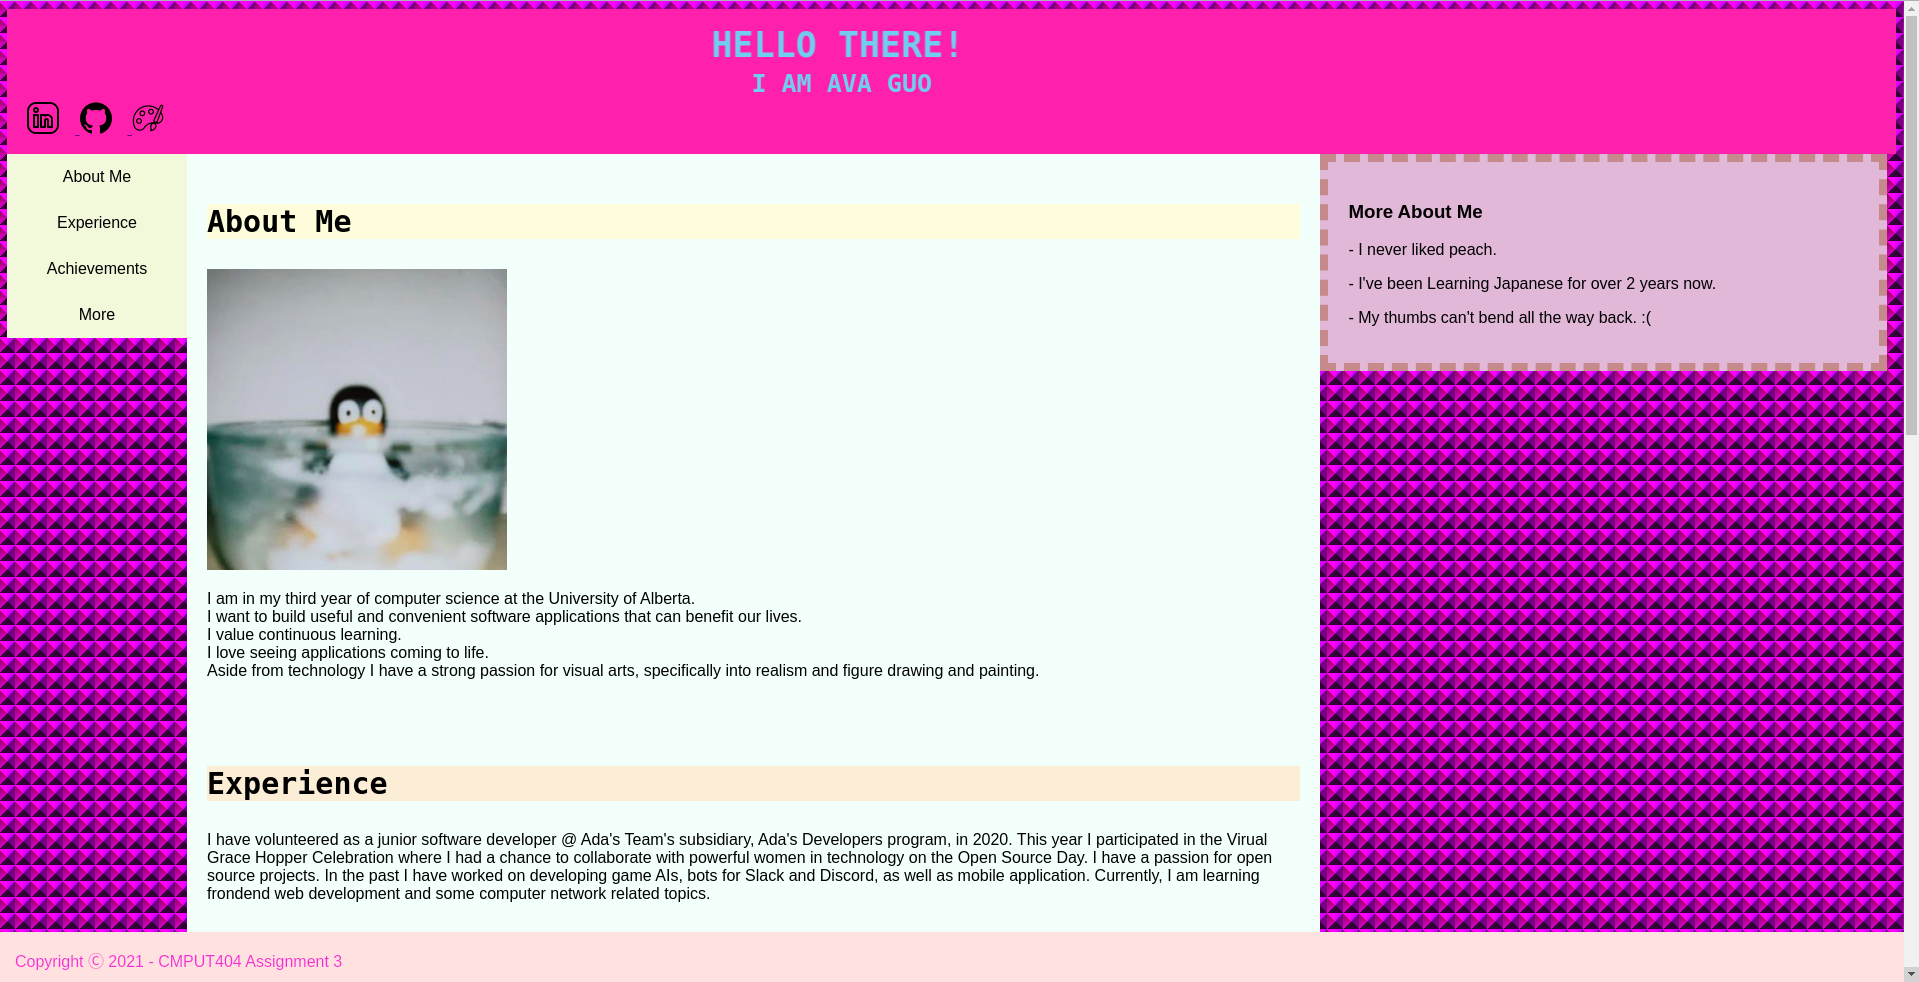 HELLO THERE!
I AM AVA GUO
About Me
Experience
Achievements
More
About Me
I am in my third year of computer science at the University of Alberta.
I want to build useful and convenient software applications that can benefit our lives.
I value continuous learning.
I love seeing applications coming to life.
Aside from technology I have a strong passion for visual arts, specifically into realism and figure drawing and painting.
Experience
I have volunteered as a junior software developer @ Ada's Team's subsidiary, Ada's Developers program, in 2020. This year I participated in the Virual
Grace Hopper Celebration where I had a chance to collaborate with powerful women in technology on the Open Source Day. I have a passion for open
source projects. In the past I have worked on developing game AIs, bots for Slack and Discord, as well as mobile application. Currently, I am learning
frondend web development and some computer network related topics.
More About Me
- I never liked peach.
- I've been Learning Japanese for over 2 years now.
- My thumbs can't bend all the way back. :(
Copyright Ⓒ 2021 - CMPUT404 Assignment 3